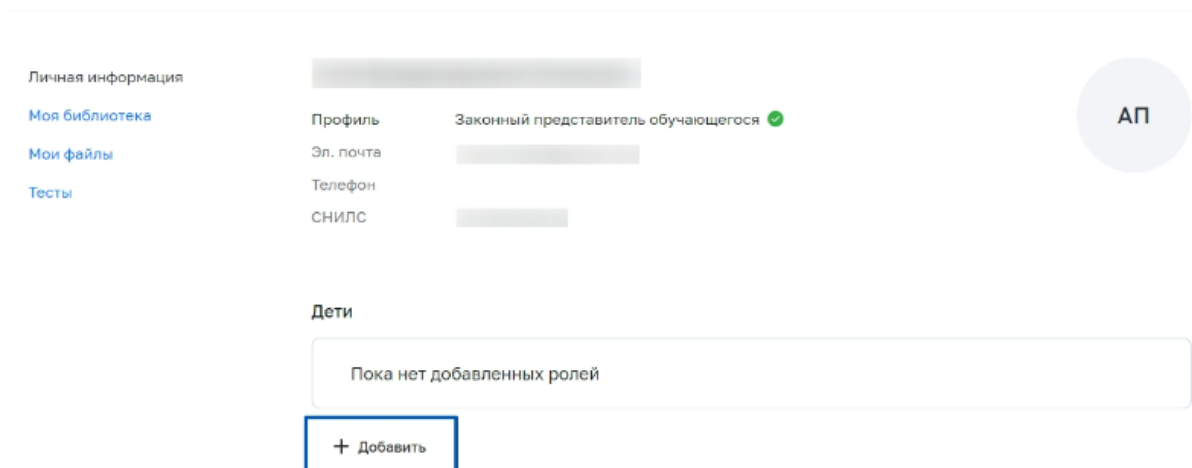 Личная информация
Моя библиотека
Мои файлы
Тесты
Профиль Законный представитель обучающегося
Эл. почта
Телефон
СНИЛС
АП
Дети
Пока нет добавленных ролей
+ Добавить